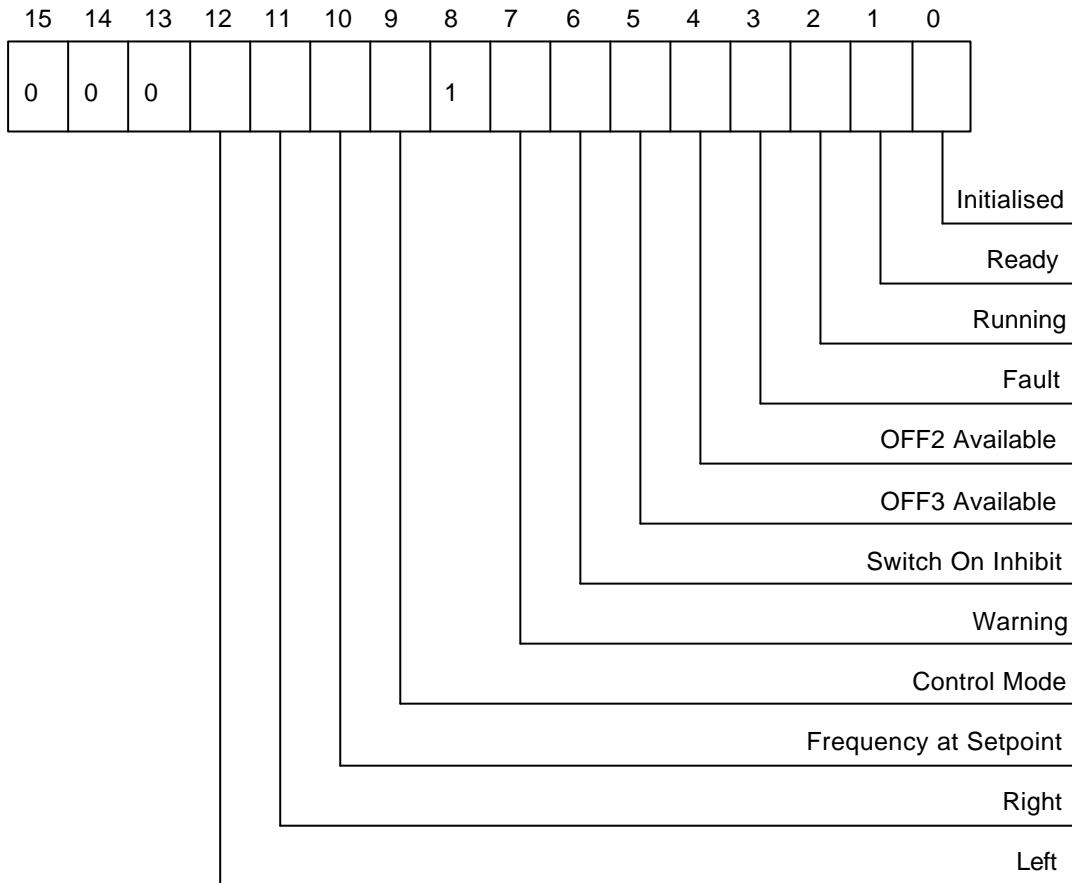 15 14 13 12 11 10 9 8 7 6 5 4 3 2 1 0
0 0 0 1
Initialised
Ready
Running
Fault
OFF2 Available
OFF3 Available
Switch On Inhibit
Warning
Control Mode
Frequency at Setpoint
Right
Left